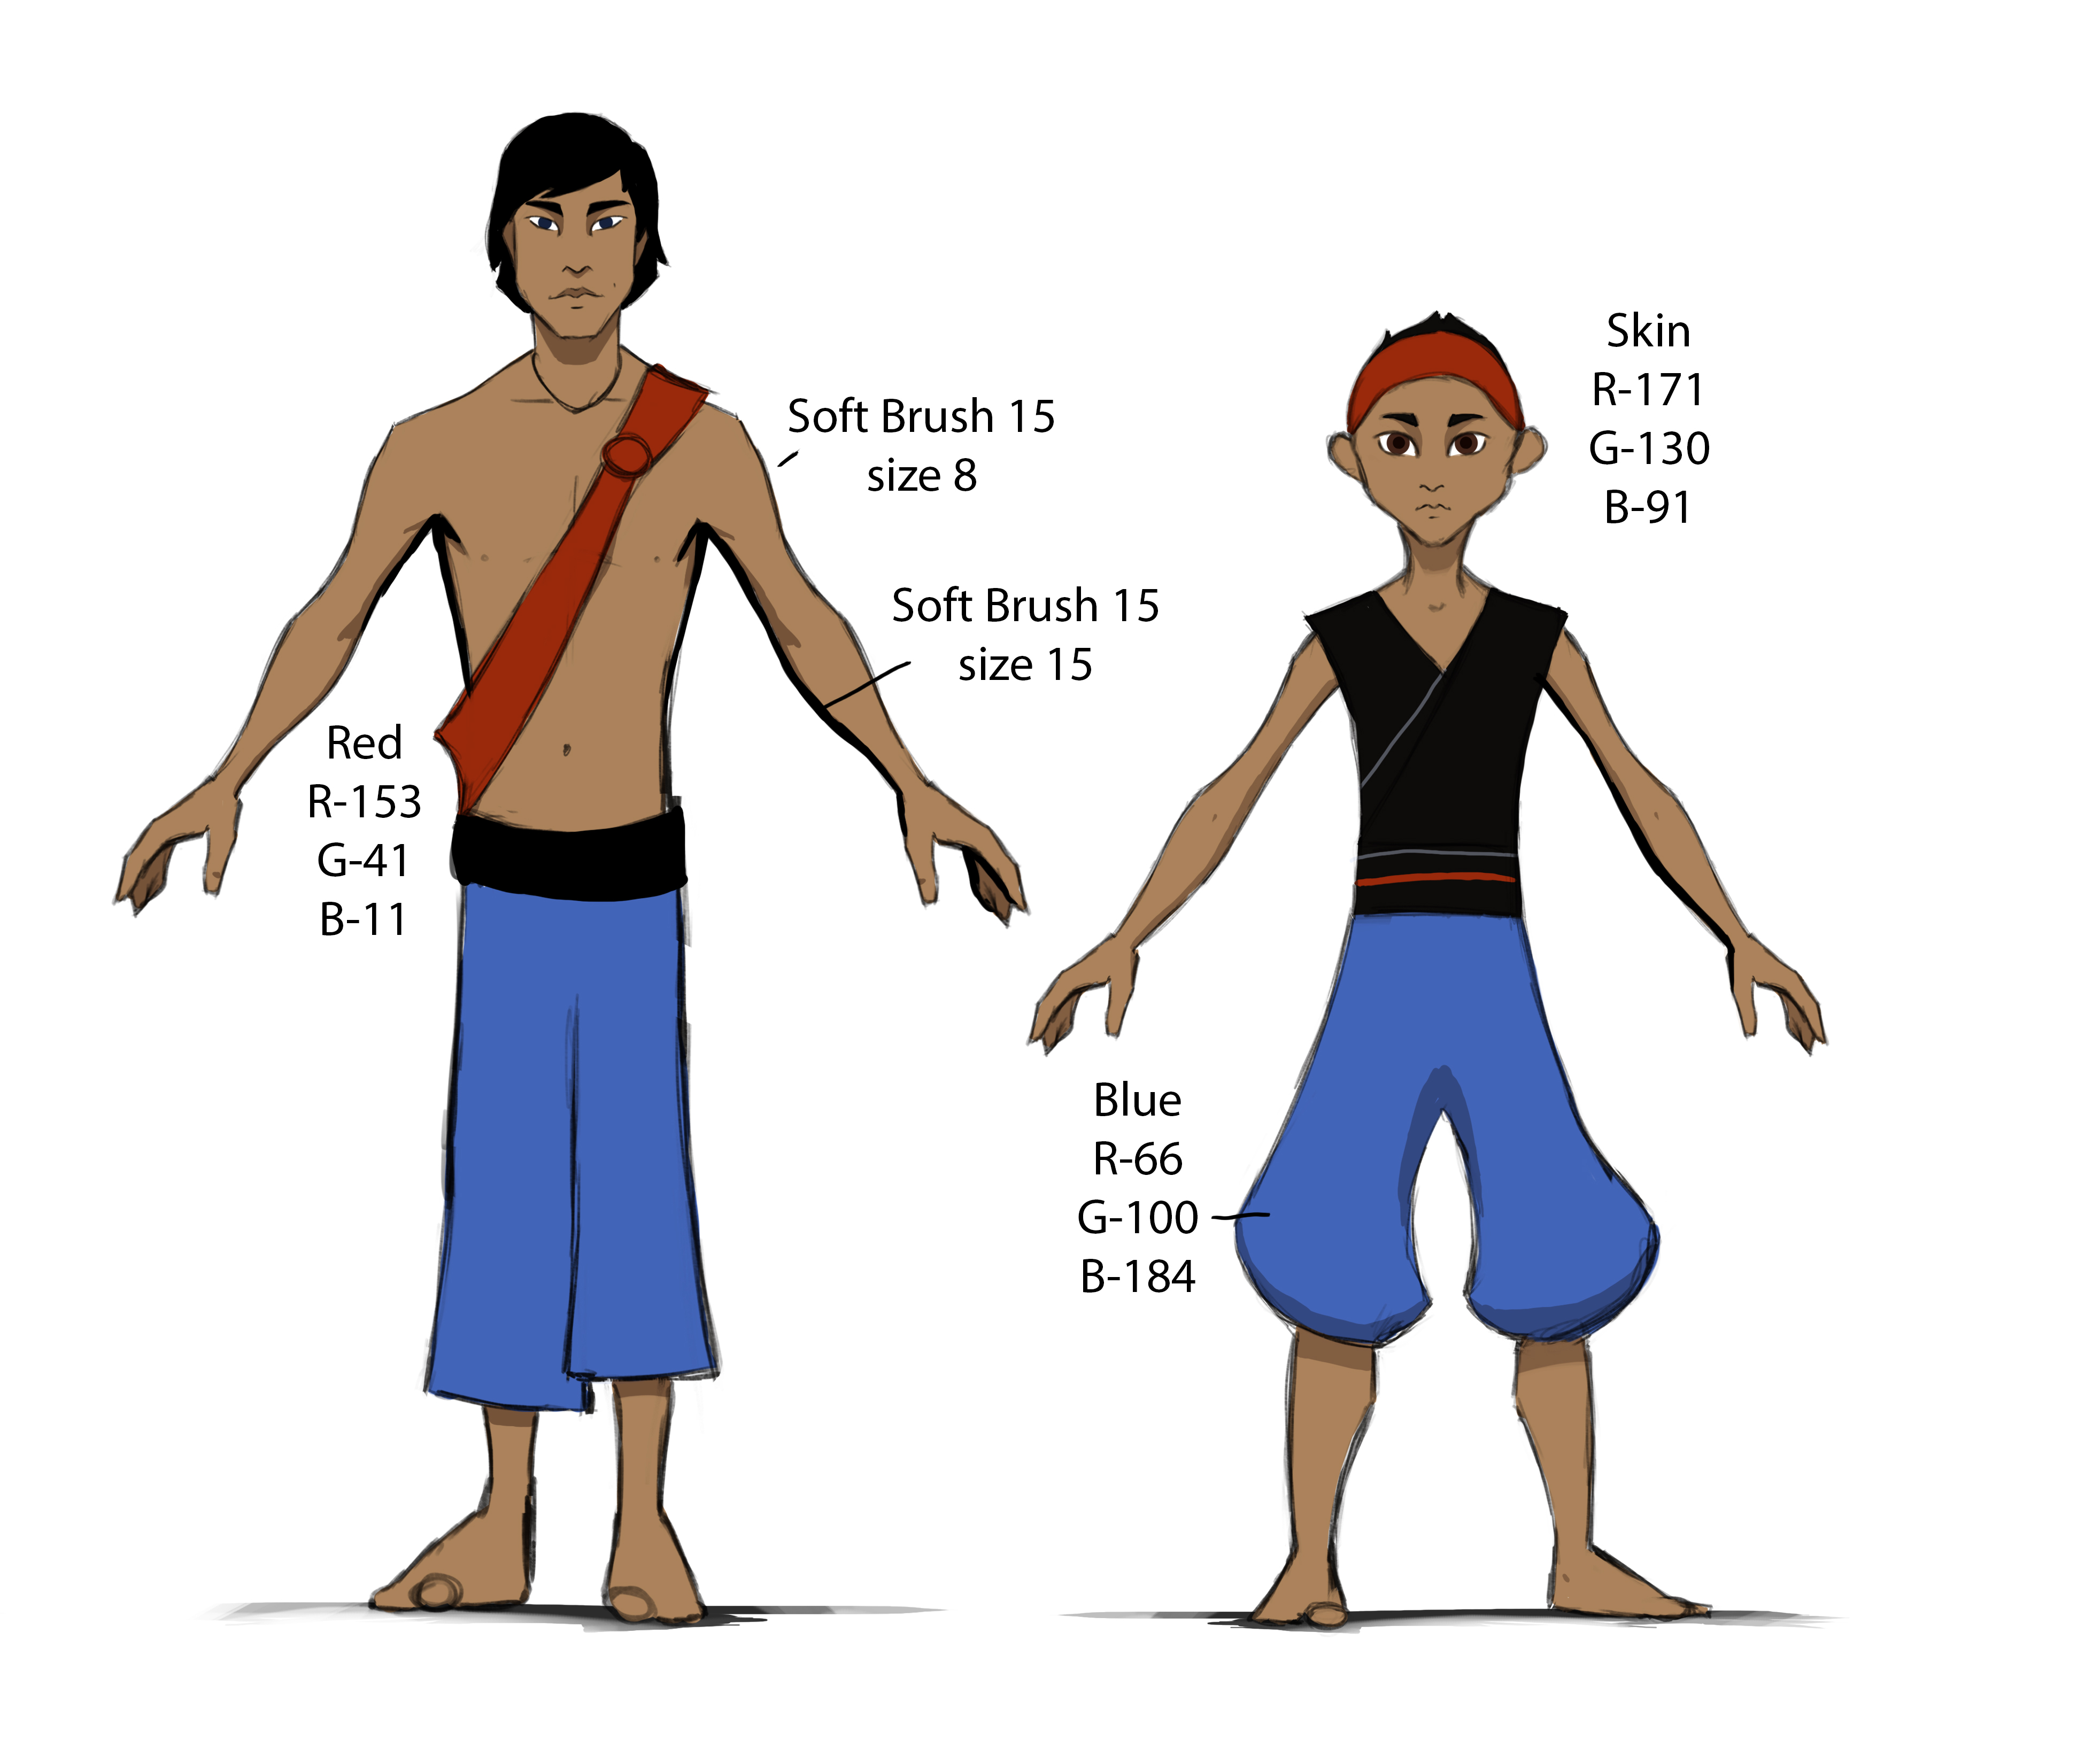 Soft Brush 15
size 8
Soft Brush 15
size 15
Red
R-153
G-41
B-11
Skin
R-171
G-130
B-91
Blue
R-66
G-100
B-184